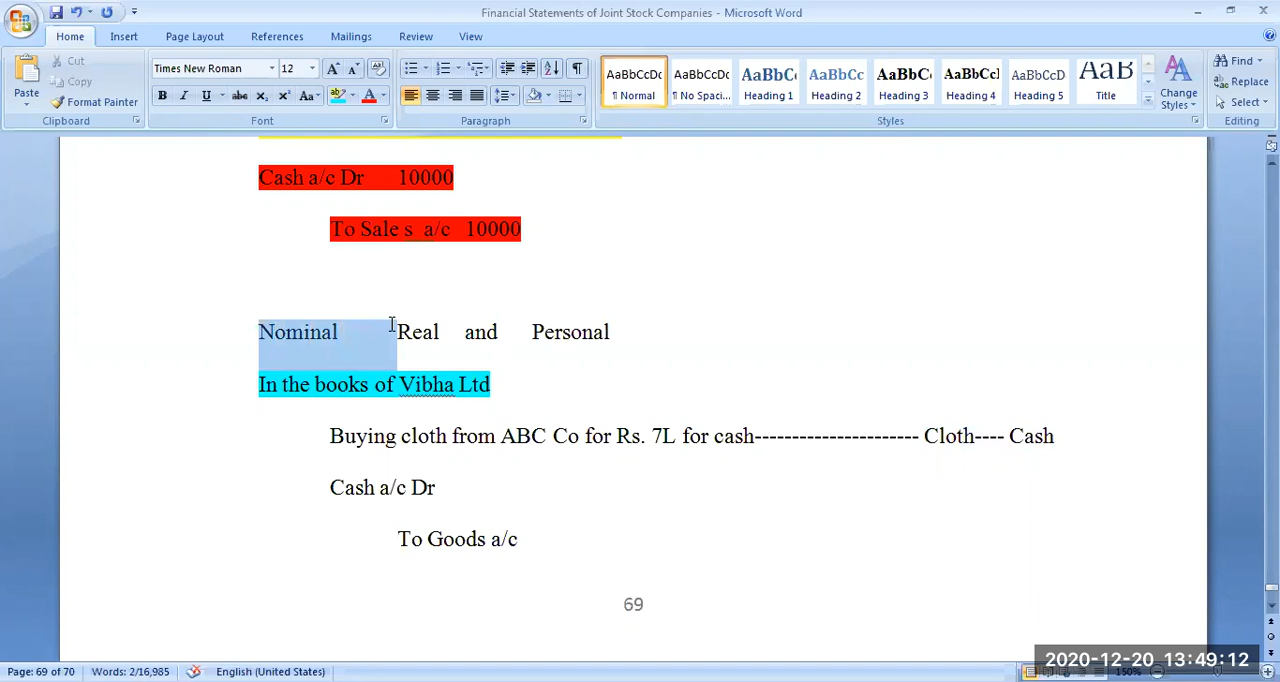 Financial Statements of Joint Stock Companies - Microsoft Word
Home Insert Page Layout References Mailings Review View
Paste Cut Copy Format Painter
Times New Roman 12
AaBbCcDc AaBbCcDc AaBbC AaBbCc AaBbC AaBbCcI AaBbCcD AaB
¶ Normal ¶ No Spaci... Heading 1 Heading 2 Heading 3 Heading 4 Heading 5 Title
Change Styles
Find Replace Select
Clipboard Font Paragraph Styles Editing
Cash a/c Dr 10000
To Sale s a/c 10000
Nominal Real and Personal
In the books of Vibha Ltd
Buying cloth from ABC Co for Rs. 7L for cash---------------------- Cloth---- Cash
Cash a/c Dr
To Goods a/c
69
Page: 69 of 70 Words: 2/16,985 English (United States) 150%
2020-12-20 13:49:12